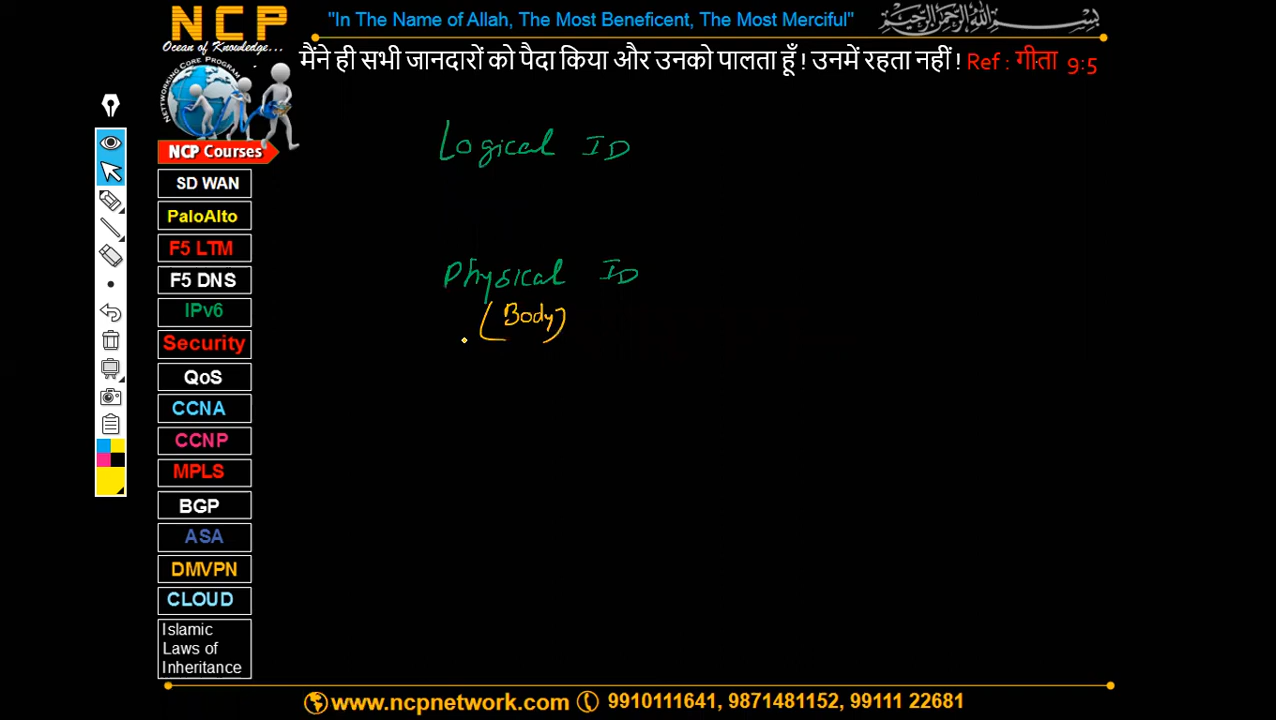 NCP
Ocean of Knowledge...
"In The Name of Allah, The Most Beneficent, The Most Merciful"
मैंने ही सभी जानदारों को पैदा किया और उनको पालता हूँ ! उनमें रहता नहीं ! Ref : गीता 9:5
NETWORKING CORE PROGRAM
NCP Courses
SD WAN
PaloAlto
F5 LTM
F5 DNS
IPv6
Security
QoS
CCNA
CCNP
MPLS
BGP
ASA
DMVPN
CLOUD
Islamic
Laws of
Inheritance
Logical ID
Physical ID
(Body)
www.ncpnetwork.com 9910111641, 9871481152, 99111 22681